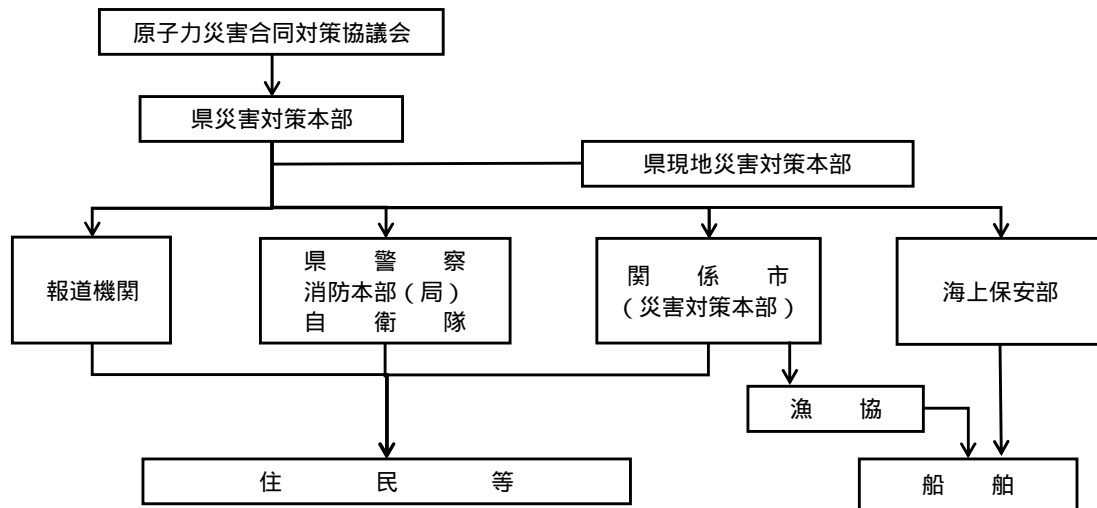 原子力災害合同対策協議会
県災害対策本部
県現地災害対策本部
報道機関
県　警　察
消防本部（局）
自　衛　隊
関　係　市
（災害対策本部）
海上保安部
漁　協
住　民　等
船　舶